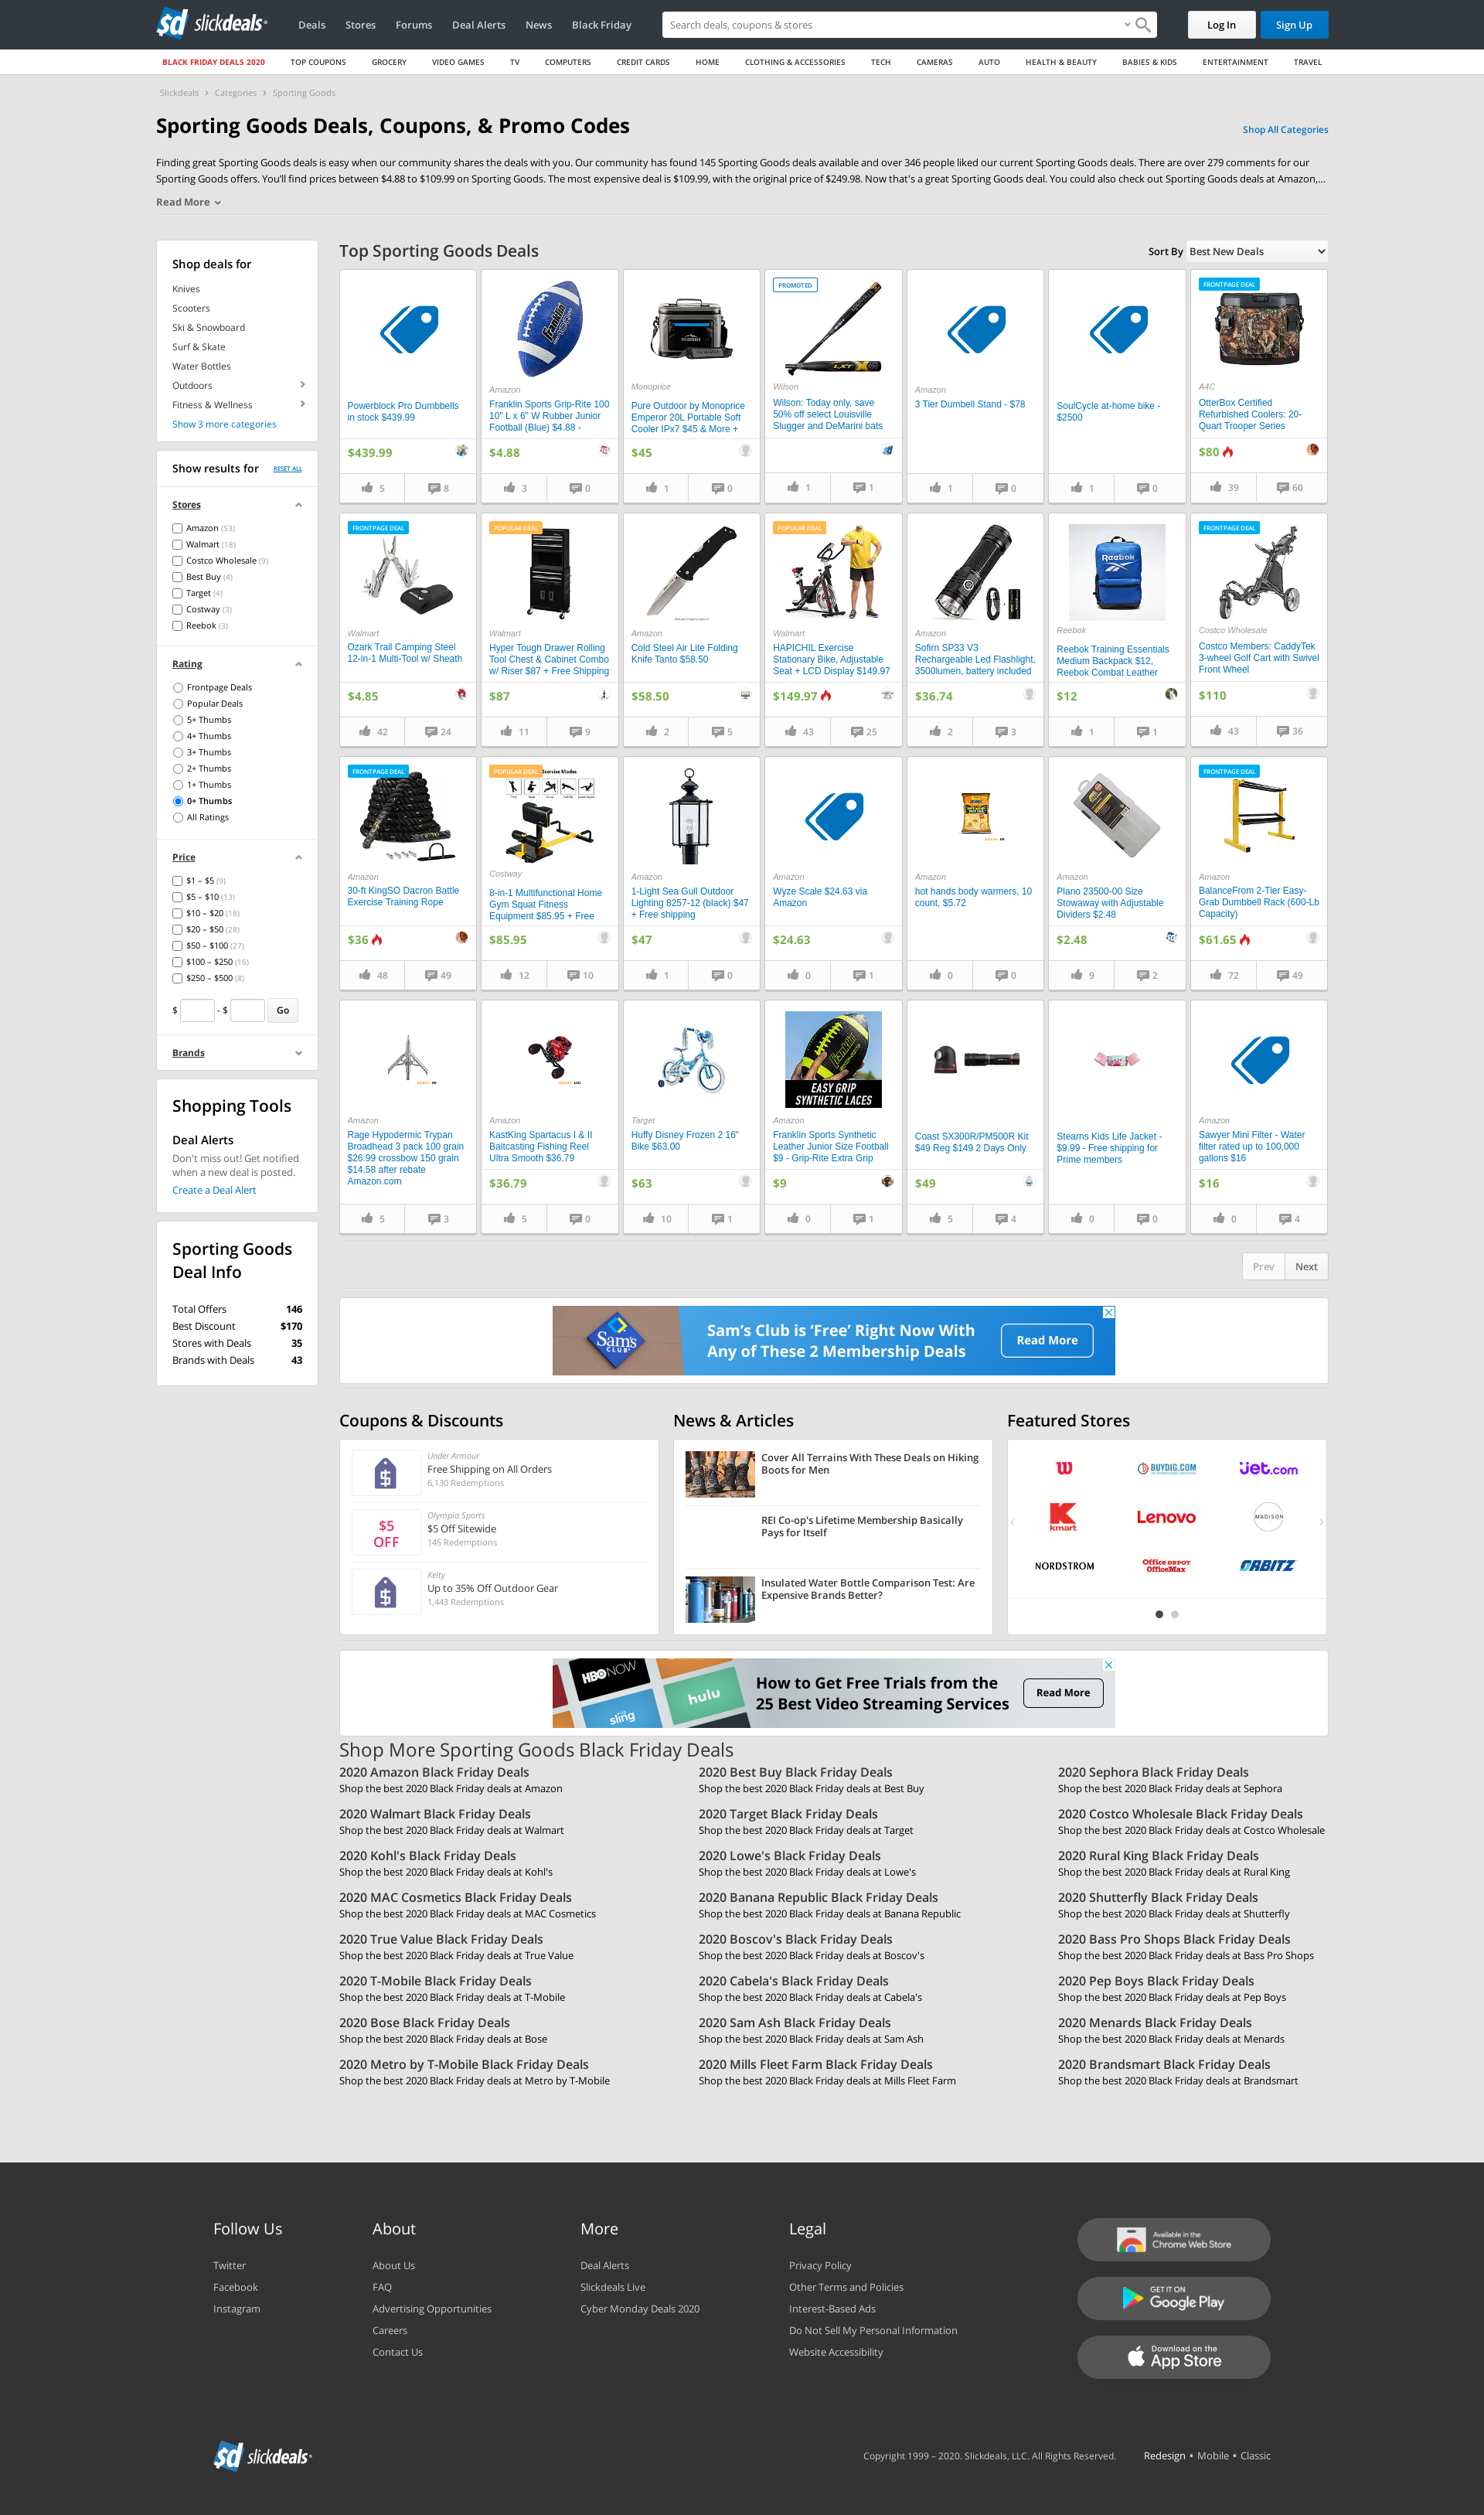 sd slickdeals
Deals
Stores
Forums
Deal Alerts
News
Black Friday
Search deals, coupons & stores
Log In
Sign Up
BLACK FRIDAY DEALS 2020
TOP COUPONS
GROCERY
VIDEO GAMES
TV
COMPUTERS
CREDIT CARDS
HOME
CLOTHING & ACCESSORIES
TECH
CAMERAS
AUTO
HEALTH & BEAUTY
BABIES & KIDS
ENTERTAINMENT
TRAVEL
Slickdeals > Categories > Sporting Goods
Sporting Goods Deals, Coupons, & Promo Codes
Shop All Categories
Finding great Sporting Goods deals is easy when our community shares the deals with you. Our community has found 145 Sporting Goods deals available and over 346 people liked our current Sporting Goods deals. There are over 279 comments for our
Sporting Goods offers. You'll find prices between $4.88 to $109.99 on Sporting Goods. The most expensive deal is $109.99, with the original price of $249.98. Now that's a great Sporting Goods deal. You could also check out Sporting Goods deals at Amazon,...
Read More
Shop deals for
Knives
Scooters
Ski & Snowboard
Surf & Skate
Water Bottles
Outdoors
Fitness & Wellness
Show 3 more categories
Show results for
RESET ALL
Stores
Amazon (53)
Walmart (18)
Costco Wholesale (9)
Best Buy (4)
Target (4)
Costway (3)
Reebok (3)
Rating
Frontpage Deals
Popular Deals
5+ Thumbs
4+ Thumbs
3+ Thumbs
2+ Thumbs
1+ Thumbs
0+ Thumbs
All Ratings
Price
$1 – $5 (9)
$5 – $10 (13)
$10 – $20 (18)
$20 – $50 (28)
$50 – $100 (27)
$100 – $250 (16)
$250 – $500 (8)
$ - $ Go
Brands
Shopping Tools
Deal Alerts
Don't miss out! Get notified
when a new deal is posted.
Create a Deal Alert
Sporting Goods
Deal Info
Total Offers 146
Best Discount $170
Stores with Deals 35
Brands with Deals 43
Top Sporting Goods Deals
Sort By Best New Deals
Powerblock Pro Dumbbells
in stock $439.99
$439.99
5 8
Franklin
Amazon
Franklin Sports Grip-Rite 100
10" L x 6" W Rubber Junior
Football (Blue) $4.88 -
$4.88
3 0
Monoprice
Pure Outdoor by Monoprice
Emperor 20L Portable Soft
Cooler IPx7 $45 & More +
$45
1 0
PROMOTED
LXT
Wilson
Wilson: Today only, save
50% off select Louisville
Slugger and DeMarini bats
1 1
Amazon
3 Tier Dumbell Stand - $78
1 0
SoulCycle at-home bike -
$2500
1 0
FRONTPAGE DEAL
A4C
OtterBox Certified
Refurbished Coolers: 20-
Quart Trooper Series
$80
39 60
FRONTPAGE DEAL
Walmart
Ozark Trail Camping Steel
12-in-1 Multi-Tool w/ Sheath
$4.85
42 24
POPULAR DEAL
Walmart
Hyper Tough Drawer Rolling
Tool Chest & Cabinet Combo
w/ Riser $87 + Free Shipping
$87
11 9
Amazon
Cold Steel Air Lite Folding
Knife Tanto $58.50
$58.50
2 5
POPULAR DEAL
Walmart
HAPICHIL Exercise
Stationary Bike, Adjustable
Seat + LCD Display $149.97
$149.97
43 25
Amazon
Sofirn SP33 V3
Rechargeable Led Flashlight,
3500lumen, battery included
$36.74
2 3
Reebok
Reebok
Reebok Training Essentials
Medium Backpack $12,
Reebok Combat Leather
$12
1 1
FRONTPAGE DEAL
Costco Wholesale
Costco Members: CaddyTek
3-wheel Golf Cart with Swivel
Front Wheel
$110
43 36
FRONTPAGE DEAL
Amazon
30-ft KingSO Dacron Battle
Exercise Training Rope
$36
48 49
POPULAR DEAL
Exercise Modes
Costway
8-in-1 Multifunctional Home
Gym Squat Fitness
Equipment $85.95 + Free
$85.95
12 10
Amazon
1-Light Sea Gull Outdoor
Lighting 8257-12 (black) $47
+ Free shipping
$47
1 0
Amazon
Wyze Scale $24.63 via
Amazon
$24.63
0 1
Amazon
hot hands body warmers, 10
count, $5.72
0 0
Amazon
Plano 23500-00 Size
Stowaway with Adjustable
Dividers $2.48
$2.48
9 2
FRONTPAGE DEAL
Amazon
BalanceFrom 2-Tier Easy-
Grab Dumbbell Rack (600-Lb
Capacity)
$61.65
72 49
Amazon
Rage Hypodermic Trypan
Broadhead 3 pack 100 grain
$26.99 crossbow 150 grain
$14.58 after rebate
Amazon.com
5 3
Amazon
KastKing Spartacus I & II
Baitcasting Fishing Reel
Ultra Smooth $36.79
$36.79
5 0
Target
Huffy Disney Frozen 2 16"
Bike $63.00
$63
10 1
franklin
EASY GRIP
SYNTHETIC LACES
Amazon
Franklin Sports Synthetic
Leather Junior Size Football
$9 - Grip-Rite Extra Grip
$9
0 1
Coast SX300R/PM500R Kit
$49 Reg $149 2 Days Only
$49
5 4
Stearns Kids Life Jacket -
$9.99 - Free shipping for
Prime members
0 0
Amazon
Sawyer Mini Filter - Water
filter rated up to 100,000
gallons $16
$16
0 4
Prev Next
Sam's
CLUB
Sam's Club is 'Free' Right Now With
Any of These 2 Membership Deals
Read More
Coupons & Discounts
Under Armour
Free Shipping on All Orders
6,130 Redemptions
$5
OFF
Olympia Sports
$5 Off Sitewide
145 Redemptions
Kelty
Up to 35% Off Outdoor Gear
1,443 Redemptions
News & Articles
Cover All Terrains With These Deals on Hiking
Boots for Men
REI Co-op's Lifetime Membership Basically
Pays for Itself
Insulated Water Bottle Comparison Test: Are
Expensive Brands Better?
Featured Stores
BUYDIG.COM
jet.com
kmart
Lenovo
MADISON
NORDSTROM
Office DEPOT
OfficeMax
ORBITZ
HBO NOW
hulu
sling
How to Get Free Trials from the
25 Best Video Streaming Services
Read More
Shop More Sporting Goods Black Friday Deals
2020 Amazon Black Friday Deals
Shop the best 2020 Black Friday deals at Amazon
2020 Best Buy Black Friday Deals
Shop the best 2020 Black Friday deals at Best Buy
2020 Sephora Black Friday Deals
Shop the best 2020 Black Friday deals at Sephora
2020 Walmart Black Friday Deals
Shop the best 2020 Black Friday deals at Walmart
2020 Target Black Friday Deals
Shop the best 2020 Black Friday deals at Target
2020 Costco Wholesale Black Friday Deals
Shop the best 2020 Black Friday deals at Costco Wholesale
2020 Kohl's Black Friday Deals
Shop the best 2020 Black Friday deals at Kohl's
2020 Lowe's Black Friday Deals
Shop the best 2020 Black Friday deals at Lowe's
2020 Rural King Black Friday Deals
Shop the best 2020 Black Friday deals at Rural King
2020 MAC Cosmetics Black Friday Deals
Shop the best 2020 Black Friday deals at MAC Cosmetics
2020 Banana Republic Black Friday Deals
Shop the best 2020 Black Friday deals at Banana Republic
2020 Shutterfly Black Friday Deals
Shop the best 2020 Black Friday deals at Shutterfly
2020 True Value Black Friday Deals
Shop the best 2020 Black Friday deals at True Value
2020 Boscov's Black Friday Deals
Shop the best 2020 Black Friday deals at Boscov's
2020 Bass Pro Shops Black Friday Deals
Shop the best 2020 Black Friday deals at Bass Pro Shops
2020 T-Mobile Black Friday Deals
Shop the best 2020 Black Friday deals at T-Mobile
2020 Cabela's Black Friday Deals
Shop the best 2020 Black Friday deals at Cabela's
2020 Pep Boys Black Friday Deals
Shop the best 2020 Black Friday deals at Pep Boys
2020 Bose Black Friday Deals
Shop the best 2020 Black Friday deals at Bose
2020 Sam Ash Black Friday Deals
Shop the best 2020 Black Friday deals at Sam Ash
2020 Menards Black Friday Deals
Shop the best 2020 Black Friday deals at Menards
2020 Metro by T-Mobile Black Friday Deals
Shop the best 2020 Black Friday deals at Metro by T-Mobile
2020 Mills Fleet Farm Black Friday Deals
Shop the best 2020 Black Friday deals at Mills Fleet Farm
2020 Brandsmart Black Friday Deals
Shop the best 2020 Black Friday deals at Brandsmart
Follow Us
Twitter
Facebook
Instagram
About
About Us
FAQ
Advertising Opportunities
Careers
Contact Us
More
Deal Alerts
Slickdeals Live
Cyber Monday Deals 2020
Legal
Privacy Policy
Other Terms and Policies
Interest-Based Ads
Do Not Sell My Personal Information
Website Accessibility
Available in the
Chrome Web Store
GET IT ON
Google Play
Download on the
App Store
sd slickdeals
Copyright 1999 – 2020. Slickdeals, LLC. All Rights Reserved.
Redesign • Mobile • Classic